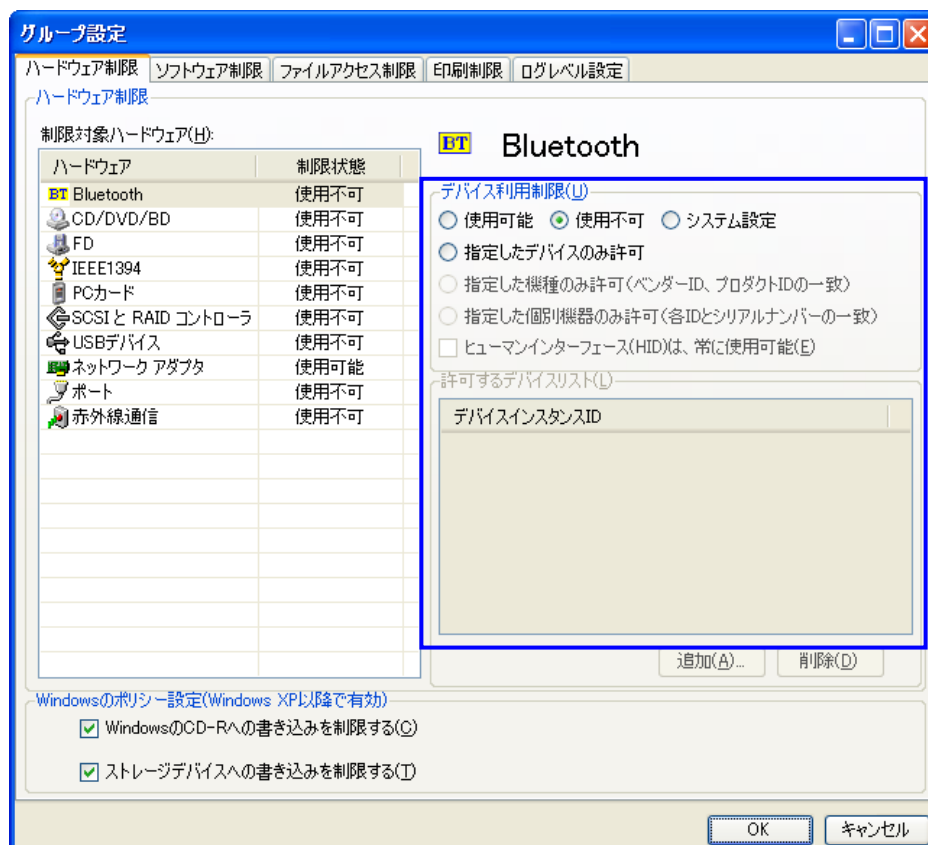 グループ設定
ハードウェア制限 ソフトウェア制限 ファイルアクセス制限 印刷制限 ログレベル設定
ハードウェア制限
制限対象ハードウェア(H):
ハードウェア 制限状態
BT Bluetooth 使用不可
CD/DVD/BD 使用不可
FD 使用不可
IEEE1394 使用不可
PCカード 使用不可
SCSIと RAID コントローラ 使用不可
USBデバイス 使用不可
ネットワーク アダプタ 使用可能
ポート 使用不可
赤外線通信 使用不可
BT Bluetooth
デバイス利用制限(U)
使用可能 使用不可 システム設定
指定したデバイスのみ許可
指定した機種のみ許可(ベンダーID、プロダクトIDの一致)
指定した個別機器のみ許可(各IDとシリアルナンバーの一致)
ヒューマンインターフェース(HID)は、常に使用可能(E)
許可するデバイスリスト(L)
デバイスインスタンスID
追加(A)... 削除(D)
Windowsのポリシー設定(Windows XP以降で有効)
WindowsのCD-Rへの書き込みを制限する(C)
ストレージデバイスへの書き込みを制限する(T)
OK キャンセル